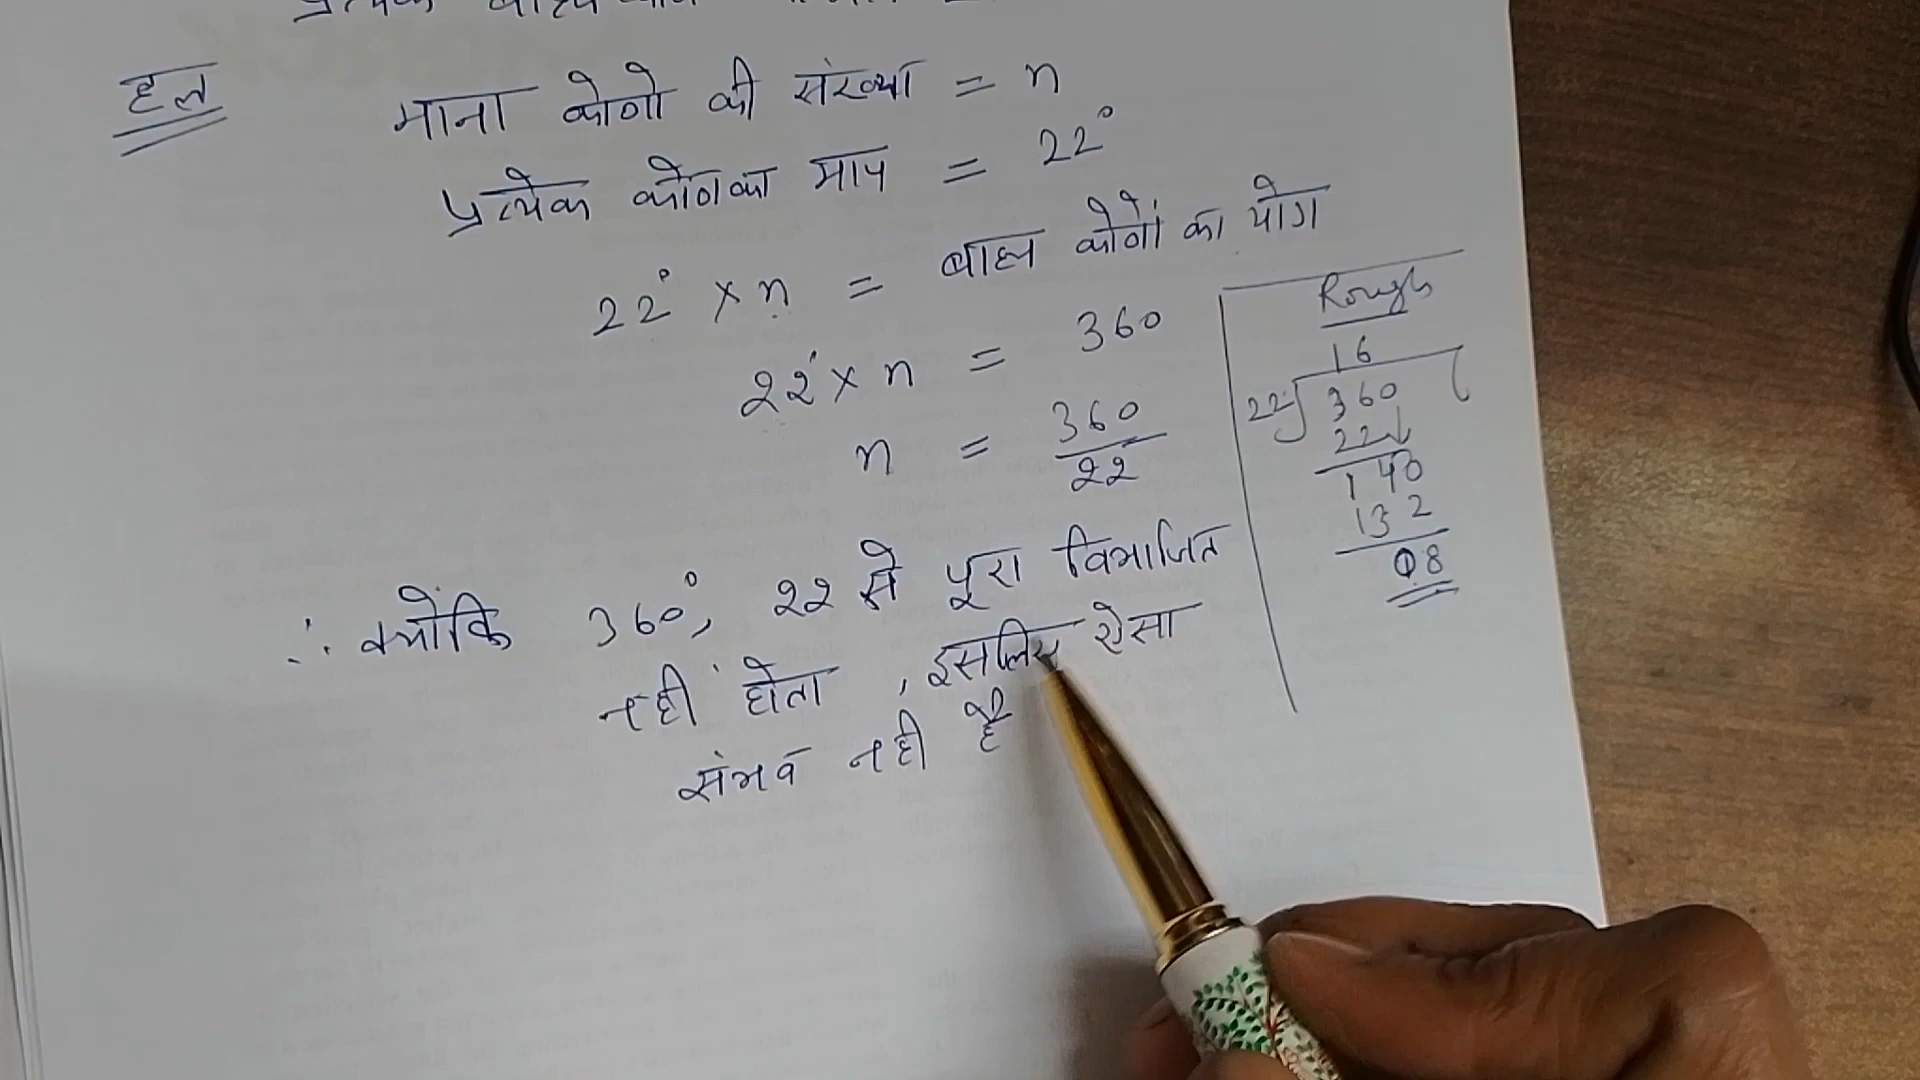 प्रत्येक बाह्य
हल
माना कोणो की संख्या = n
प्रत्येक कोण का माप = 22°
22° × n = बाह्य कोणों का योग
22° × n = 360
n = 360/22
∴ क्योकि 360°, 22 से पूरा विभाजित
नहीं होता , इसलिए ऐसा
संभव नही है
Rough
16
22) 360
22↓
140
132
08